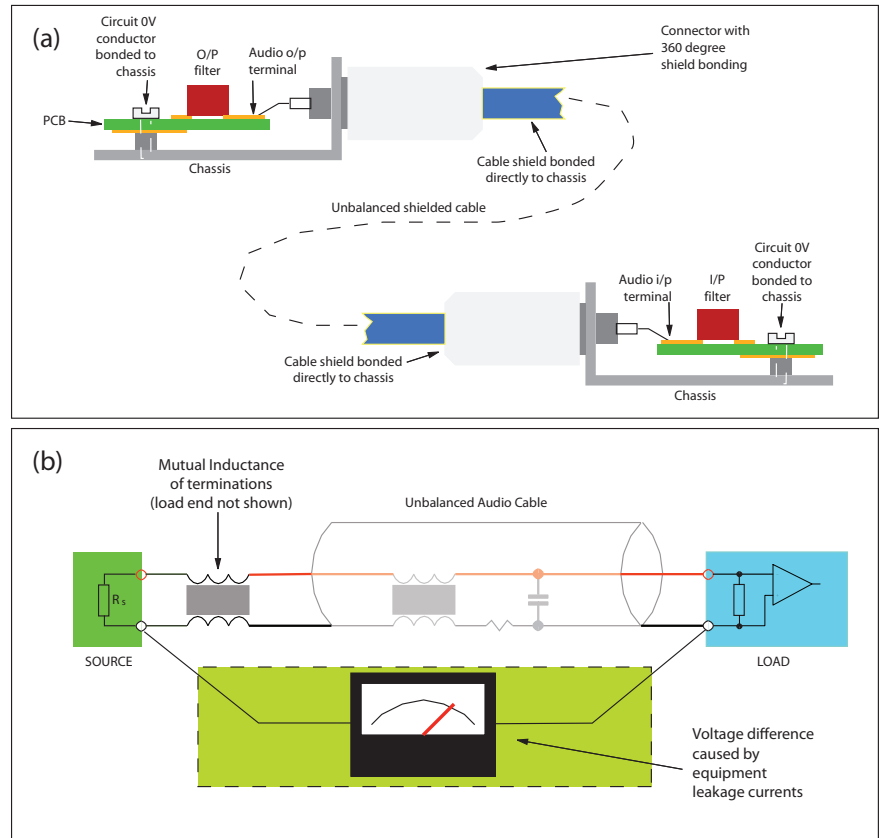 (a)
Circuit 0V
conductor
bonded to
chassis
O/P
filter
Audio o/p
terminal
Connector with
360 degree
shield bonding
PCB
Chassis
Cable shield bonded
directly to chassis
Unbalanced shielded cable
Circuit 0V
conductor
bonded to
chassis
Audio i/p
terminal
I/P
filter
Cable shield bonded
directly to chassis
Chassis
(b)
Mutual Inductance
of terminations
(load end not shown)
Unbalanced Audio Cable
Rs
SOURCE
LOAD
Voltage difference
caused by
equipment
leakage currents